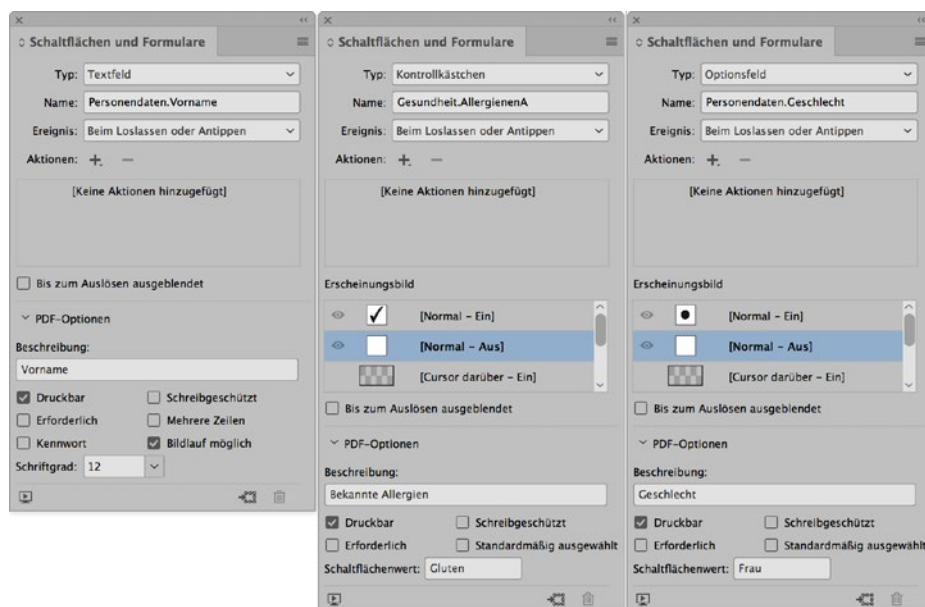 Schaltflächen und Formulare
Typ: Textfeld
Name: Personendaten.Vorname
Ereignis: Beim Loslassen oder Antippen
Aktionen:
[Keine Aktionen hinzugefügt]
Bis zum Auslösen ausgeblendet
PDF-Optionen
Beschreibung:
Vorname
Druckbar Schreibgeschützt
Erforderlich Mehrere Zeilen
Kennwort Bildlauf möglich
Schriftgrad: 12
Schaltflächen und Formulare
Typ: Kontrollkästchen
Name: Gesundheit.AllergienenA
Ereignis: Beim Loslassen oder Antippen
Aktionen:
[Keine Aktionen hinzugefügt]
Erscheinungsbild
[Normal – Ein]
[Normal – Aus]
[Cursor darüber – Ein]
Bis zum Auslösen ausgeblendet
PDF-Optionen
Beschreibung:
Bekannte Allergien
Druckbar Schreibgeschützt
Erforderlich Standardmäßig ausgewählt
Schaltflächenwert: Gluten
Schaltflächen und Formulare
Typ: Optionsfeld
Name: Personendaten.Geschlecht
Ereignis: Beim Loslassen oder Antippen
Aktionen:
[Keine Aktionen hinzugefügt]
Erscheinungsbild
[Normal – Ein]
[Normal – Aus]
[Cursor darüber – Ein]
Bis zum Auslösen ausgeblendet
PDF-Optionen
Beschreibung:
Geschlecht
Druckbar Schreibgeschützt
Erforderlich Standardmäßig ausgewählt
Schaltflächenwert: Frau